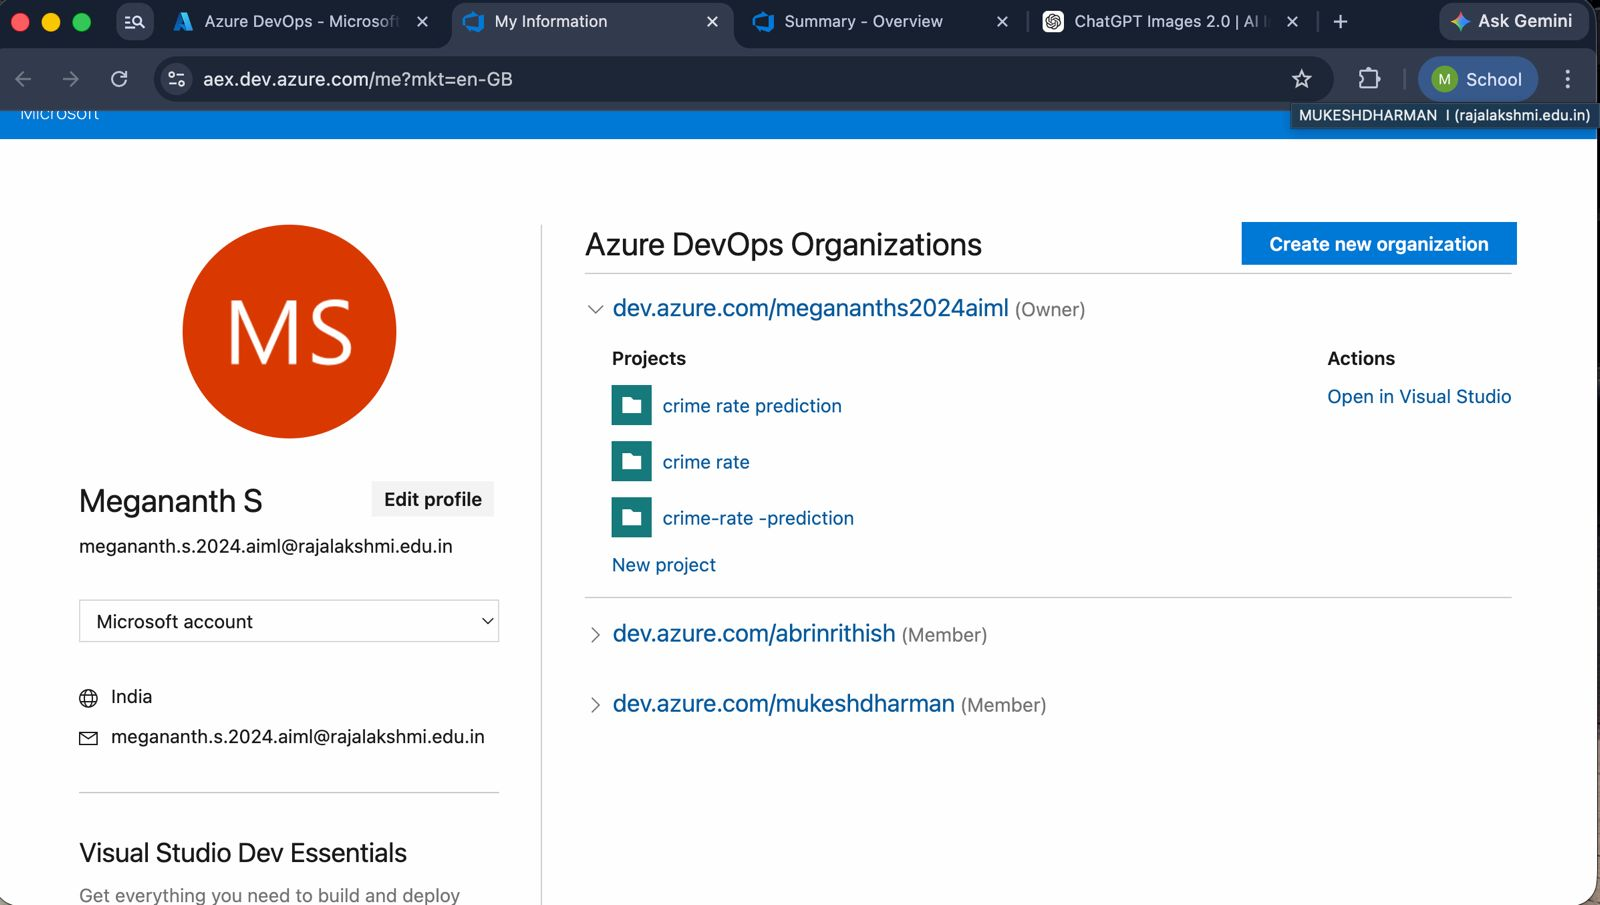 Azure DevOps - Microsoft
My Information
Summary - Overview
ChatGPT Images 2.0 | AI I
Ask Gemini
aex.dev.azure.com/me?mkt=en-GB
M School
MUKESHDHARMAN I (rajalakshmi.edu.in)
Microsoft
MS
Megananth S
Edit profile
megananth.s.2024.aiml@rajalakshmi.edu.in
Microsoft account
India
megananth.s.2024.aiml@rajalakshmi.edu.in
Visual Studio Dev Essentials
Get everything you need to build and deploy
Azure DevOps Organizations
Create new organization
dev.azure.com/megananths2024aiml (Owner)
Projects
Actions
crime rate prediction
Open in Visual Studio
crime rate
crime-rate -prediction
New project
dev.azure.com/abrinrithish (Member)
dev.azure.com/mukeshdharman (Member)